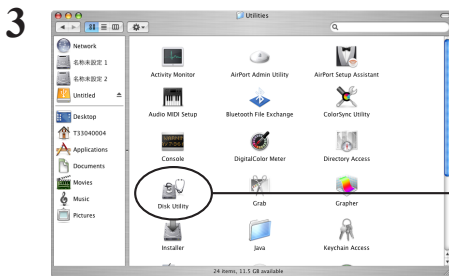 3
Utilities
Network
名称未設定 1
名称未設定 2
Untitled
Desktop
T33040004
Applications
Documents
Movies
Music
Pictures
Activity Monitor
AirPort Admin Utility
AirPort Setup Assistant
Audio MIDI Setup
Bluetooth File Exchange
ColorSync Utility
Console
DigitalColor Meter
Directory Access
Disk Utility
Grab
Grapher
Installer
Java
Keychain Access
24 items, 11.5 GB available